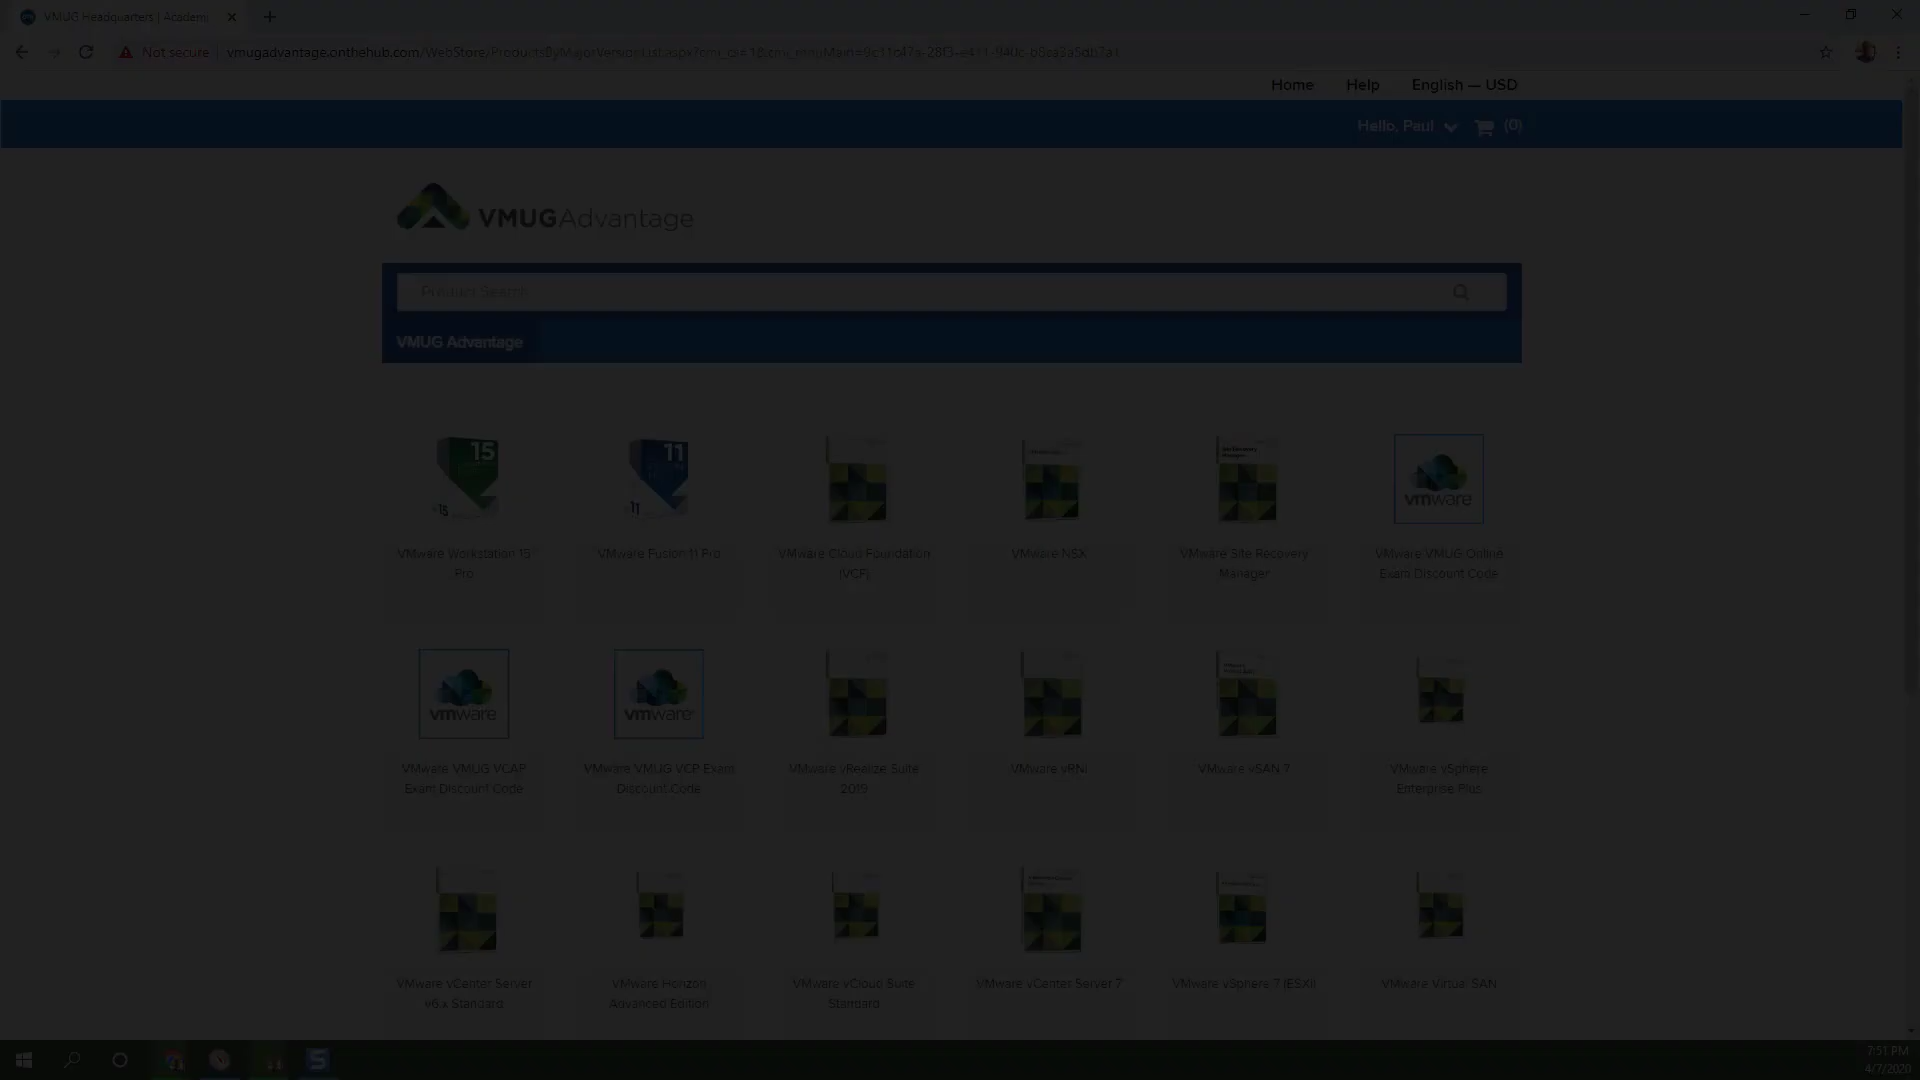 VMUG Headquarters | Academi
Not secure | vmugadvantage.onthehub.com/WebStore/ProductsByMajorVersionList.aspx
Home Help English — USD
Hello, Paul (0)
VMUGAdvantage
Product Search
VMUG Advantage
15
11
Site Recovery
Manager
vmware
15
11
VMware Workstation 15
Pro
VMware Fusion 11 Pro
VMware Cloud Foundation
(VCF)
VMware NSX
VMware Site Recovery
Manager
VMware VMUG Online
Exam Discount Code
vmware
vmware
VMware VMUG VCAP
Exam Discount Code
VMware VMUG VCP Exam
Discount Code
VMware vRealize Suite
2019
VMware vRNI
VMware vSAN 7
VMware vSphere
Enterprise Plus
VMware vCenter Server
v6.x Standard
VMware Horizon
Advanced Edition
VMware vCloud Suite
Standard
VMware vCenter Server 7
VMware vSphere 7 (ESXi)
VMware Virtual SAN
7:51 PM
4/7/2020